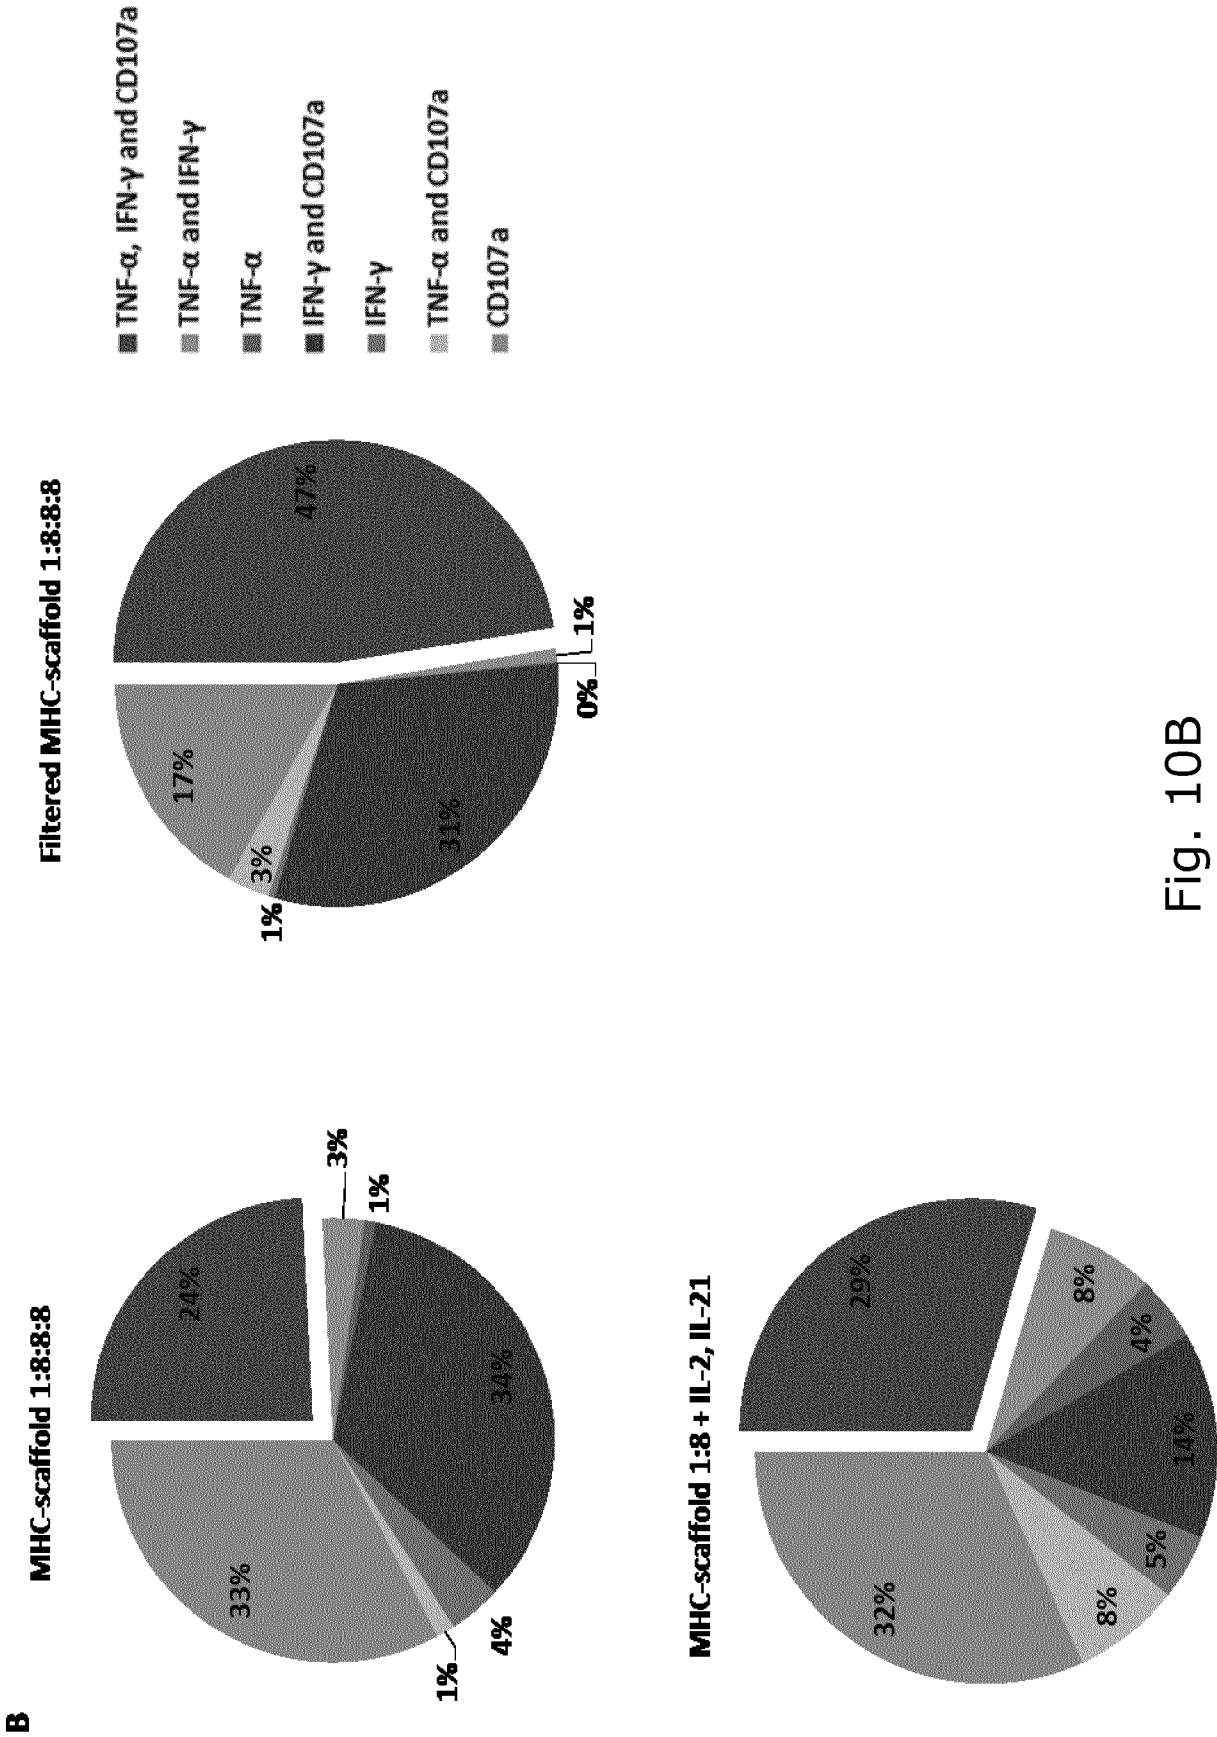 B
MHC-scaffold 1:8:8:8
24%
3%
1%
34%
4%
1%
33%
Filtered MHC-scaffold 1:8:8:8
47%
1%
0%
31%
1%
3%
17%
TNF-α, IFN-γ and CD107a
TNF-α and IFN-γ
TNF-α
IFN-γ and CD107a
IFN-γ
TNF-α and CD107a
CD107a
MHC-scaffold 1:8 + IL-2, IL-21
29%
8%
4%
14%
5%
8%
32%
Fig. 10B